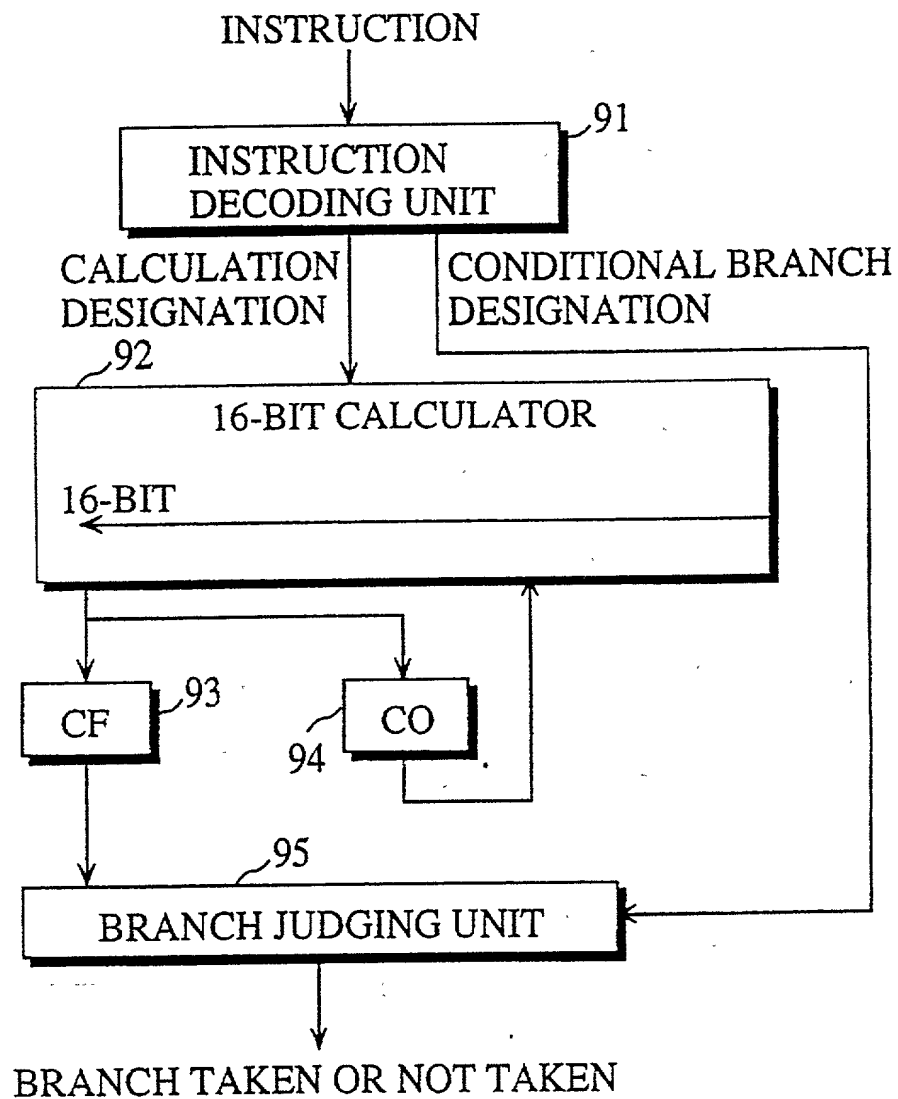 INSTRUCTION
91
INSTRUCTION
DECODING UNIT
CALCULATION
DESIGNATION
CONDITIONAL BRANCH
DESIGNATION
92
16-BIT CALCULATOR
16-BIT
CF
93
CO
94
95
BRANCH JUDGING UNIT
BRANCH TAKEN OR NOT TAKEN